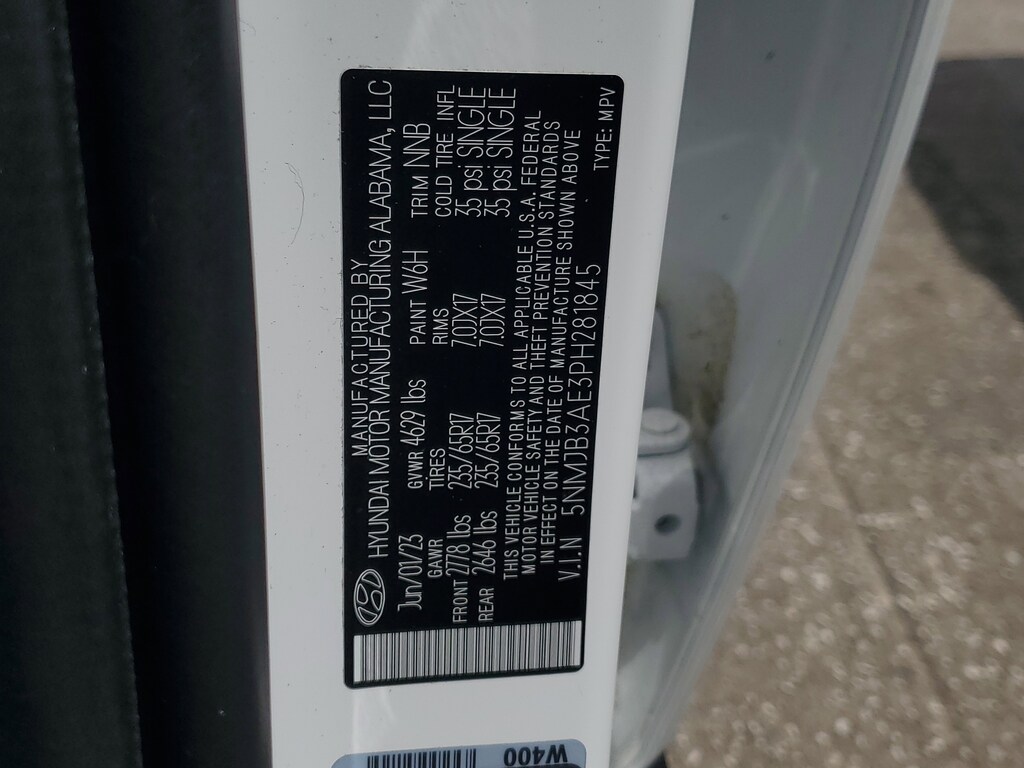 MANUFACTURED BY
HYUNDAI MOTOR MANUFACTURING ALABAMA, LLC
Jun/01/23 GVWR 4629 lbs PAINT W6H TRIM NNB
GAWR TIRES RIMS COLD TIRE INFL
FRONT 2778 lbs 235/65R17 7.0JX17 35 psi SINGLE
REAR 2646 lbs 235/65R17 7.0JX17 35 psi SINGLE
THIS VEHICLE CONFORMS TO ALL APPLICABLE U.S.A. FEDERAL
MOTOR VEHICLE SAFETY AND THEFT PREVENTION STANDARDS
IN EFFECT ON THE DATE OF MANUFACTURE SHOWN ABOVE
V.I.N 5NMJB3AE3PH281845 TYPE: MPV
W400